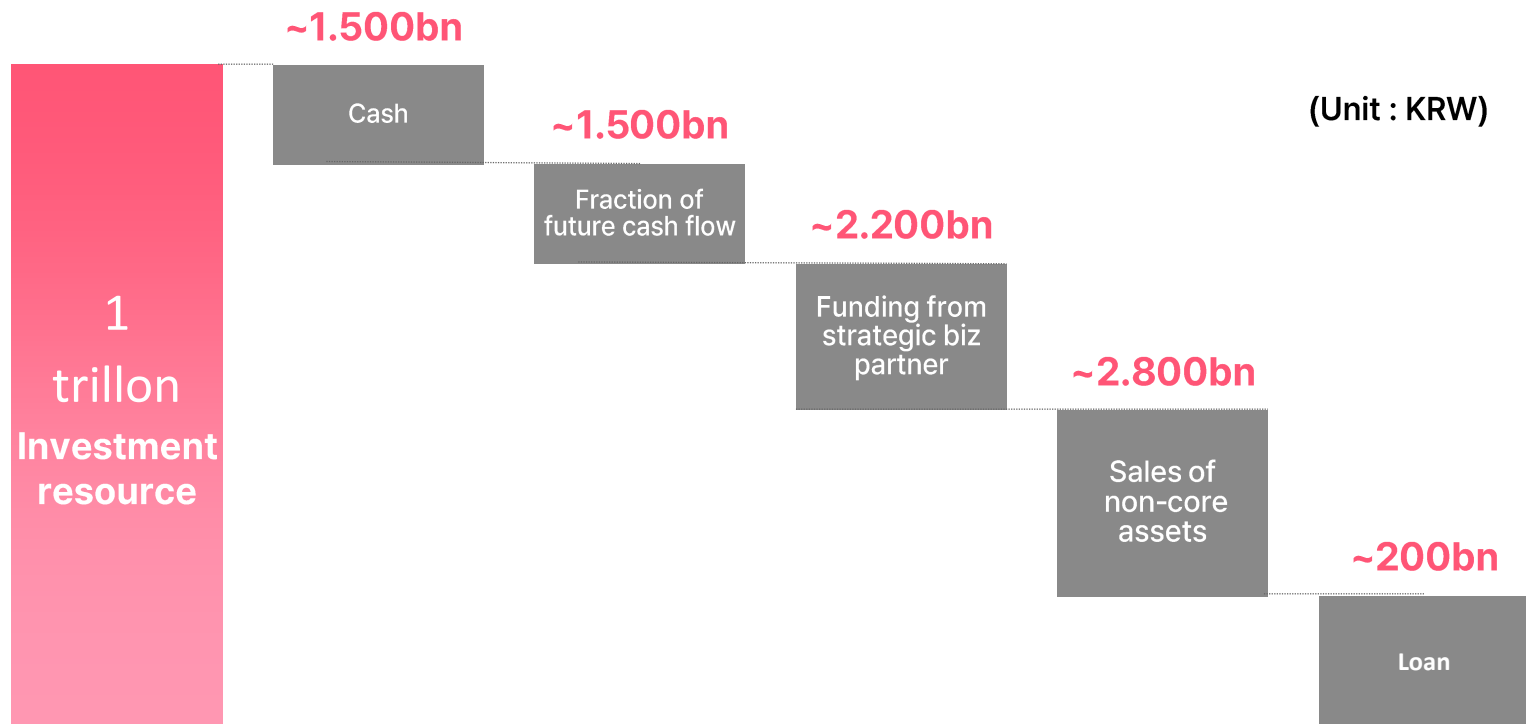 ~1.500bn
Cash
(Unit : KRW)
~1.500bn
Fraction of
future cash flow
~2.200bn
Funding from
strategic biz
partner
1
trillon
Investment
resource
~2.800bn
Sales of
non-core
assets
~200bn
Loan